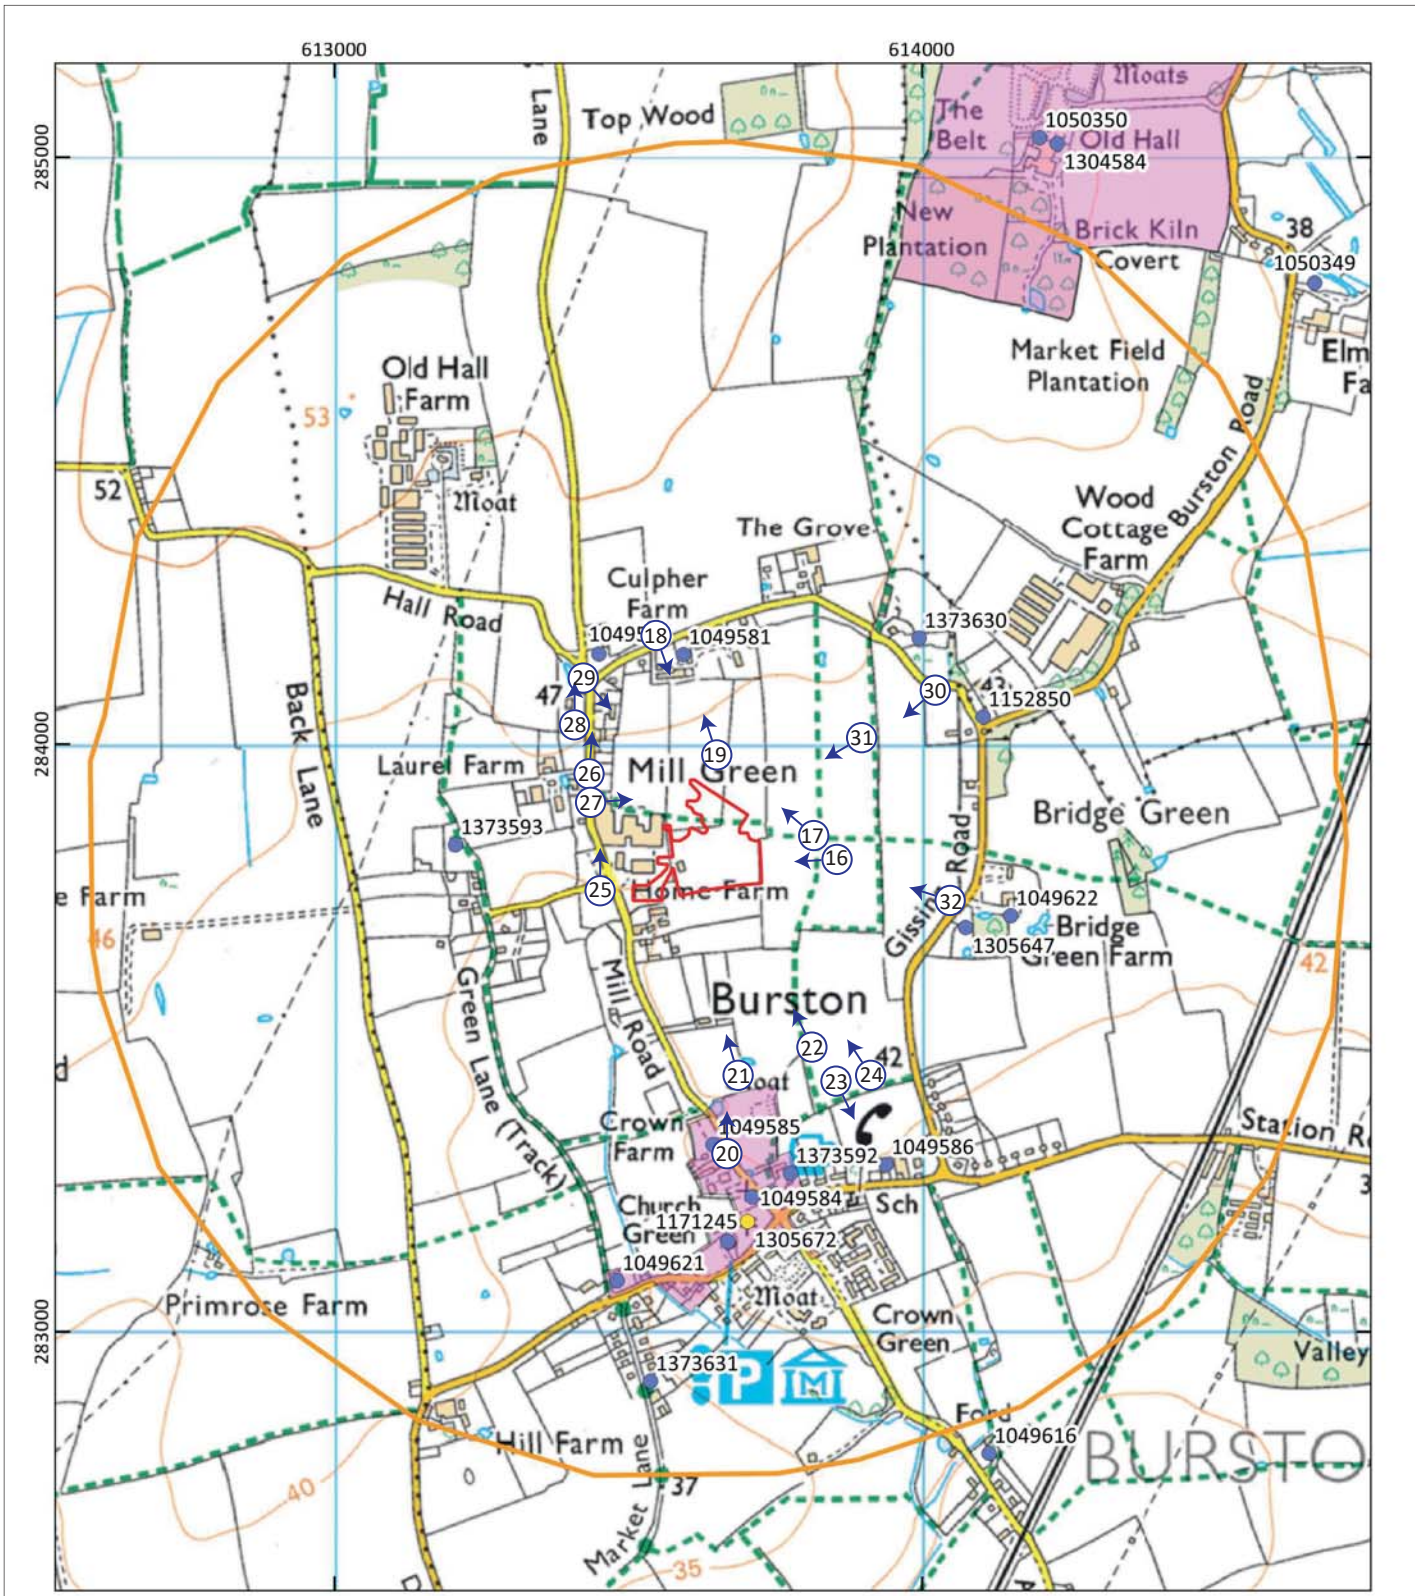 613000
614000
285000
284000
283000
Lane
Top Wood
Moats
The
Belt
1050350
Old Hall
1304584
New
Plantation
Brick Kiln
Covert
38
1050349
Market Field
Plantation
Elm
Fa
Old Hall
Farm
53
Moat
52
Burston Road
Wood
Cottage
Farm
The Grove
Culpher
Farm
Hall Road
1373630
18
1049581
29
47
28
30
1152850
31
19
Back Lane
Laurel Farm
26
Mill Green
27
1373593
17
16
Bridge Green
Road
25
Home Farm
32
1049622
1305647
Bridge
Green Farm
e Farm
46
42
Green Lane (Track)
Mill Road
Burston
22
42
21
23
24
d
Crown
Farm
1049585
20
1373592
1049586
Station R
1049584
Sch
Church
Green
1171245
1305672
1049621
Primrose Farm
Moat
Crown
Green
Valley
1373631
P
M
Hill Farm
Ford
1049616
BURSTO
40
Market Lane
37
35